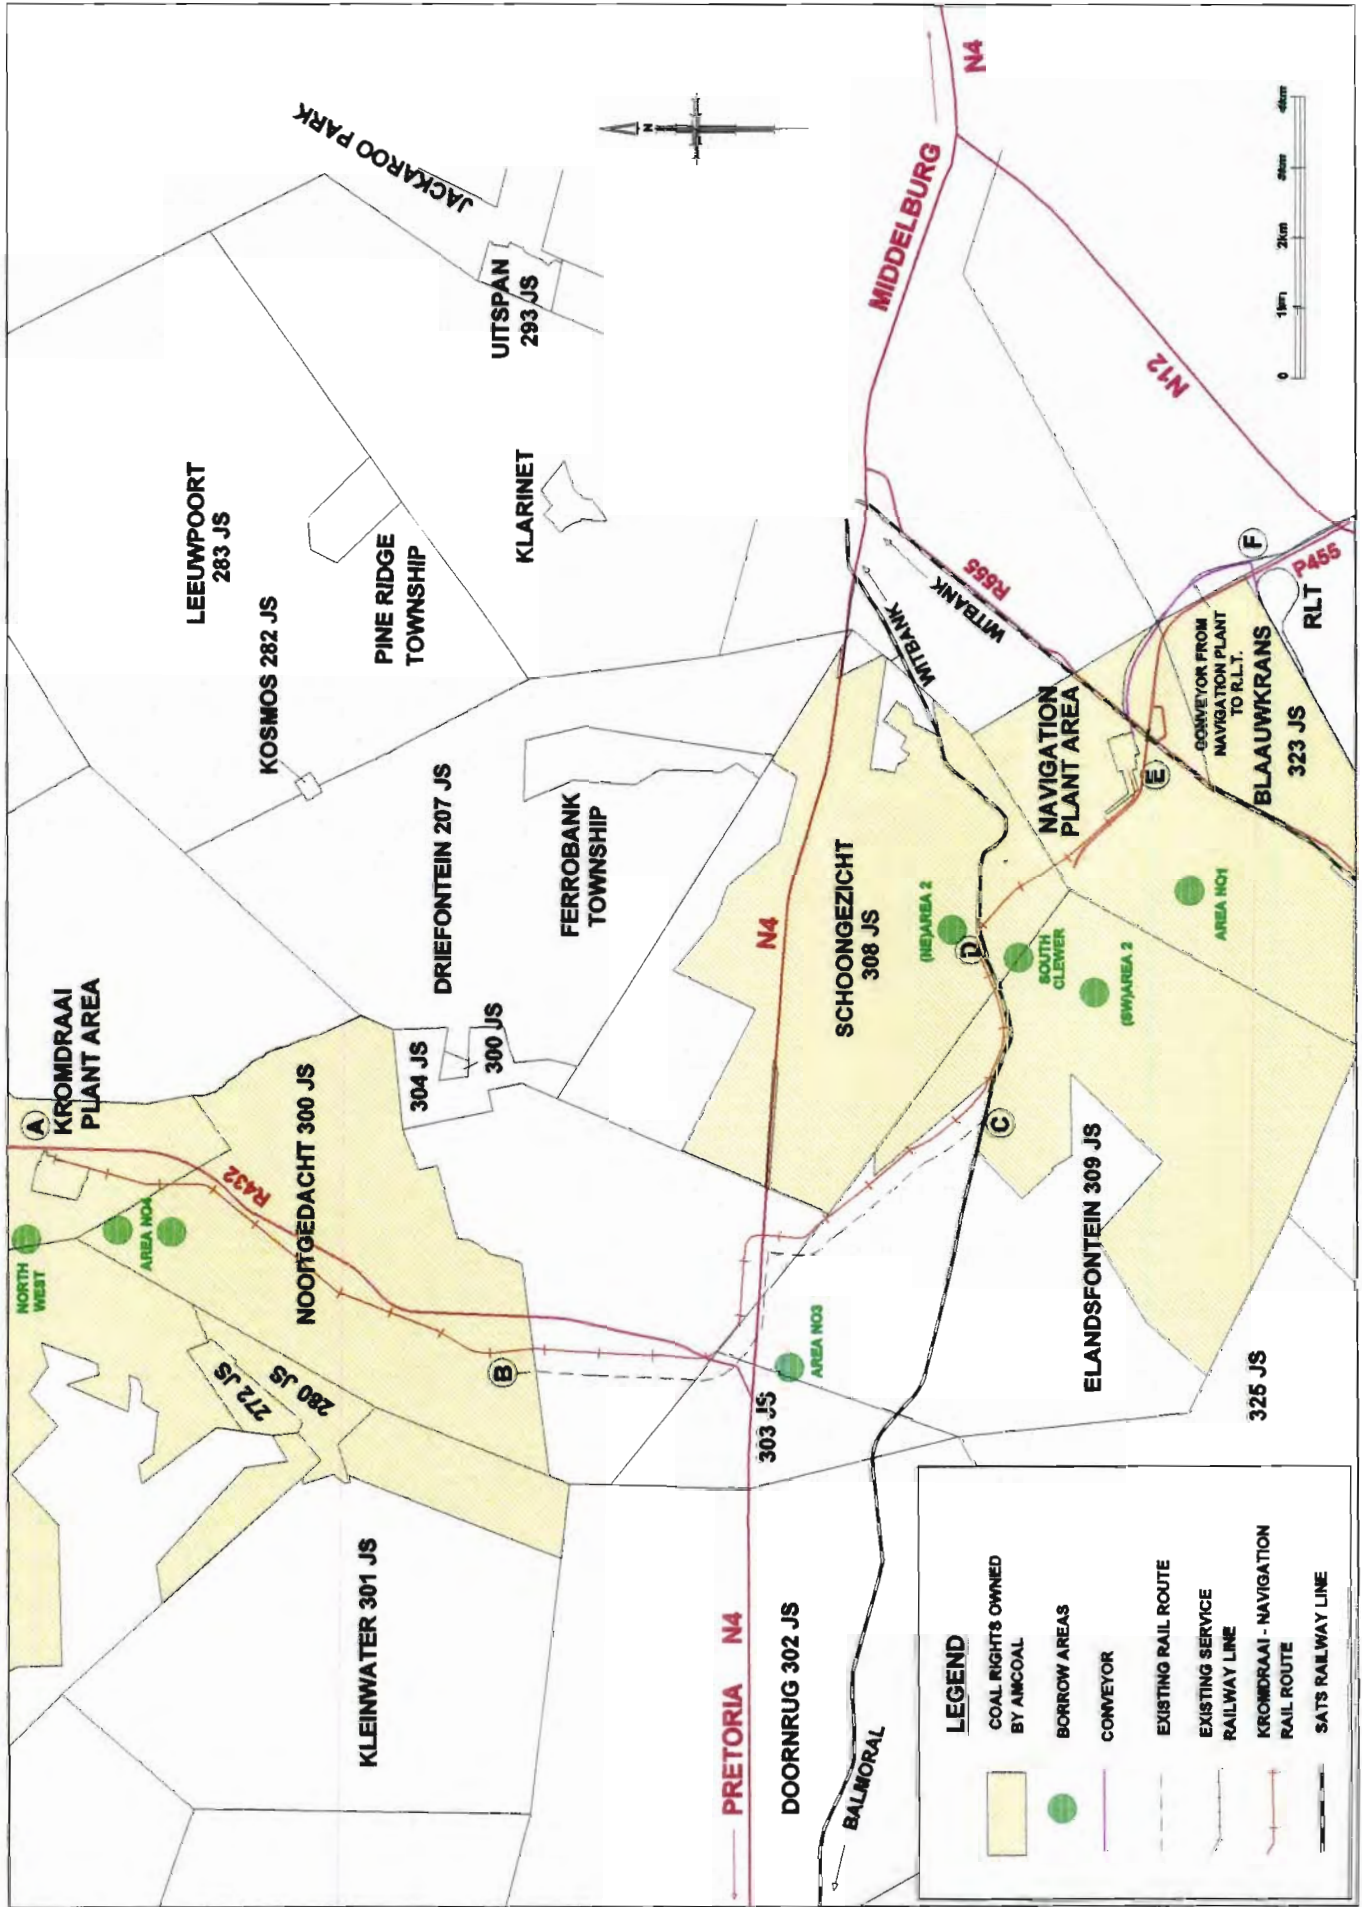 KROMDRAAI
PLANT AREA
A
NORTH
WEST
AREA NO4
R432
NOOITGEDACHT 300 JS
272 JS
280 JS
KLEINWATER 301 JS
B
LEEUWPOORT
283 JS
KOSMOS 282 JS
PINE RIDGE
TOWNSHIP
JACKAROO PARK
UITSPAN
293 JS
KLARINET
DRIEFONTEIN 207 JS
304 JS
300 JS
FERROBANK
TOWNSHIP
N
PRETORIA N4
303 JS
AREA NO3
N4
MIDDELBURG
N4
DOORNRUG 302 JS
BALMORAL
SCHOONGEZICHT
308 JS
(NE)AREA 2
D
SOUTH
CLEWER
(SW)AREA 2
C
ELANDSFONTEIN 309 JS
325 JS
AREA NO1
WITBANK
WITBANK
R555
NAVIGATION
PLANT AREA
E
CONVEYOR FROM
NAVIGATION PLANT
TO R.L.T.
BLAAUWKRANS
323 JS
F
RLT
P455
N12
0
1km
2km
3km
4km
LEGEND
COAL RIGHTS OWNED
BY AMCOAL
BORROW AREAS
CONVEYOR
EXISTING RAIL ROUTE
EXISTING SERVICE
RAILWAY LINE
KROMDRAAI - NAVIGATION
RAIL ROUTE
SATS RAILWAY LINE